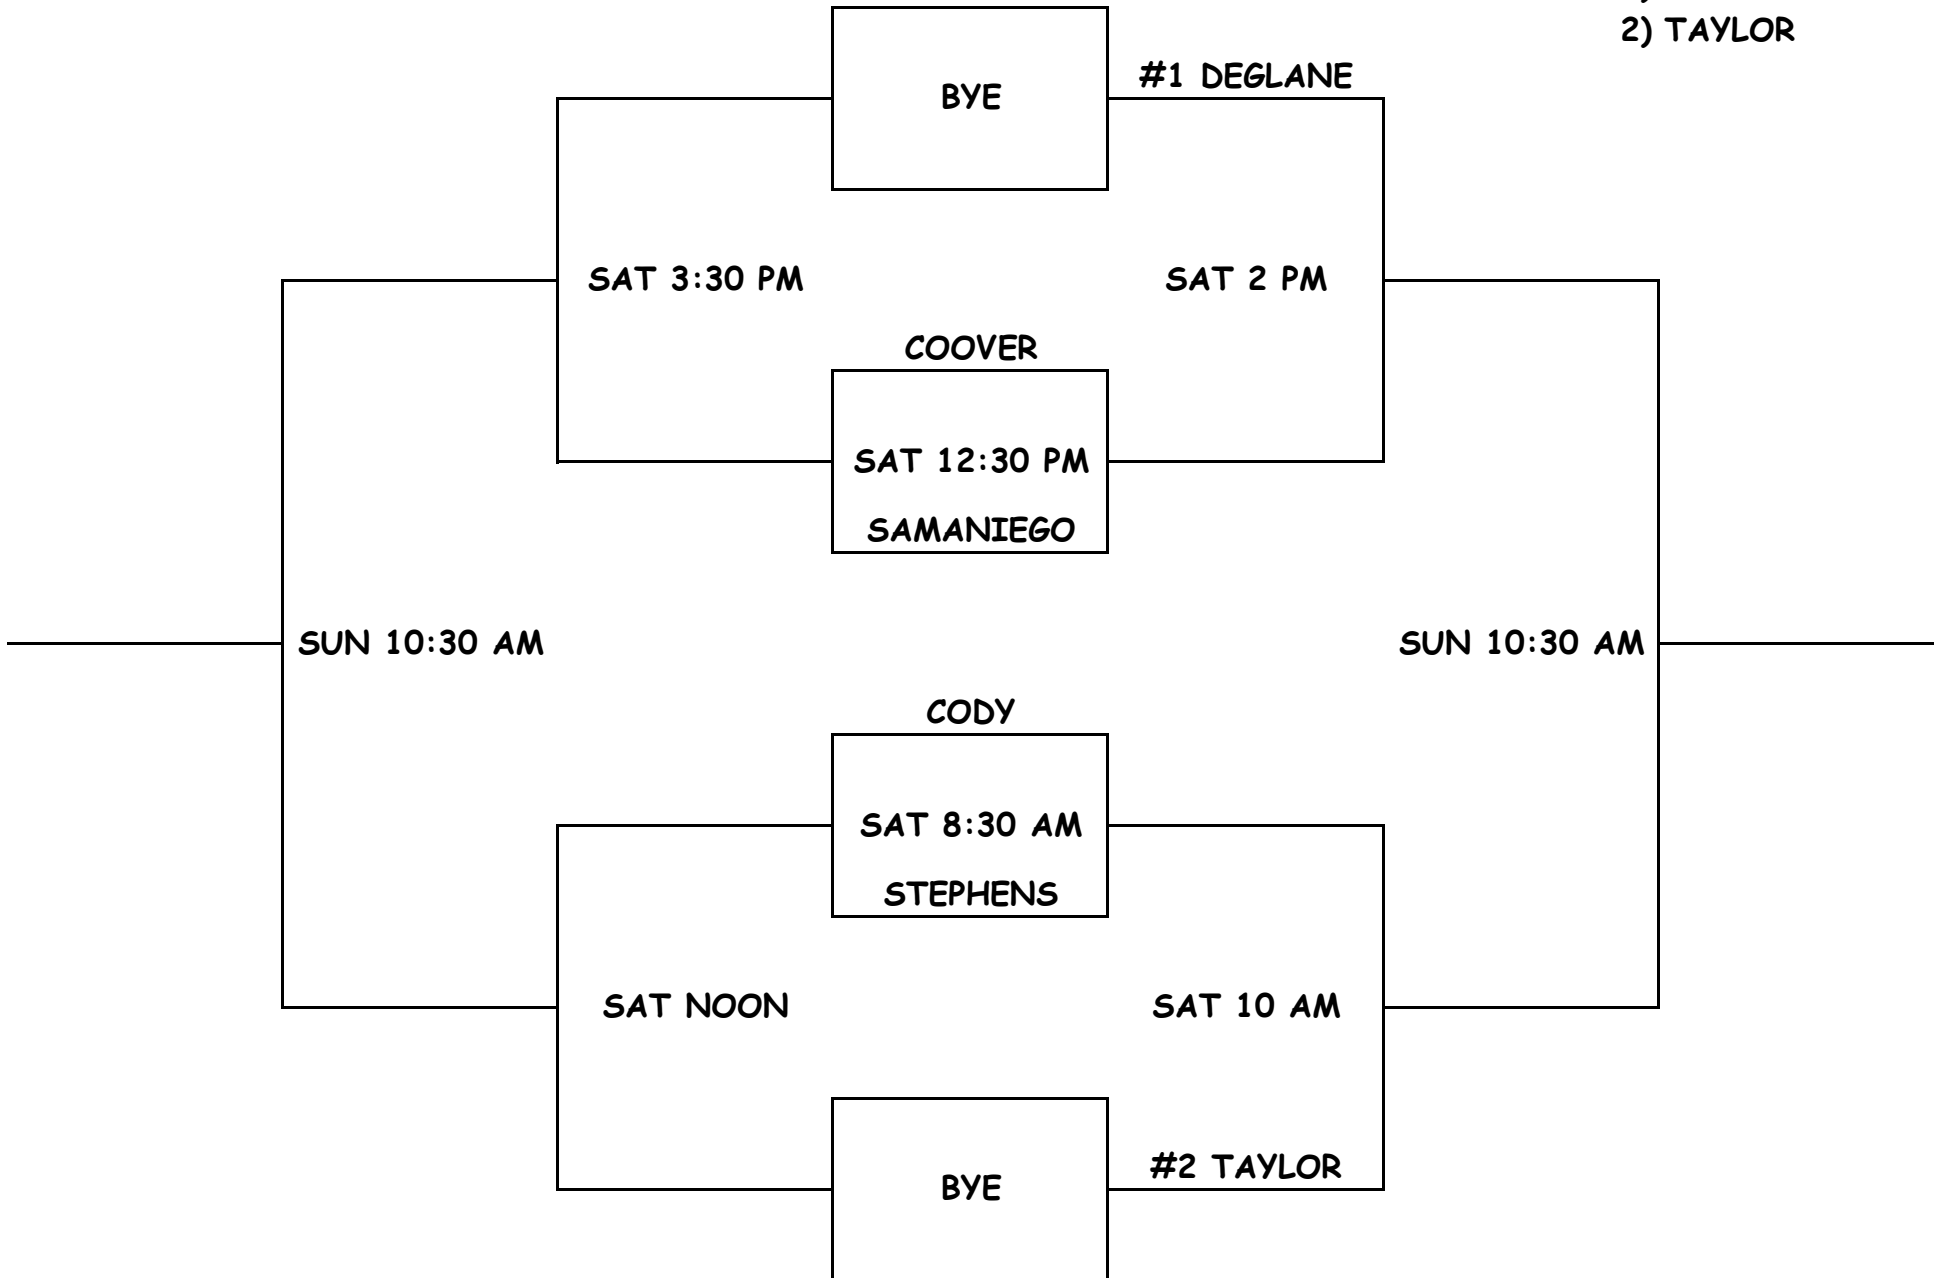 2) TAYLOR
#1 DEGLANE
BYE
SAT 3:30 PM
SAT 2 PM
COOVER
SAT 12:30 PM
SAMANIEGO
SUN 10:30 AM
SUN 10:30 AM
CODY
SAT 8:30 AM
STEPHENS
SAT NOON
SAT 10 AM
#2 TAYLOR
BYE